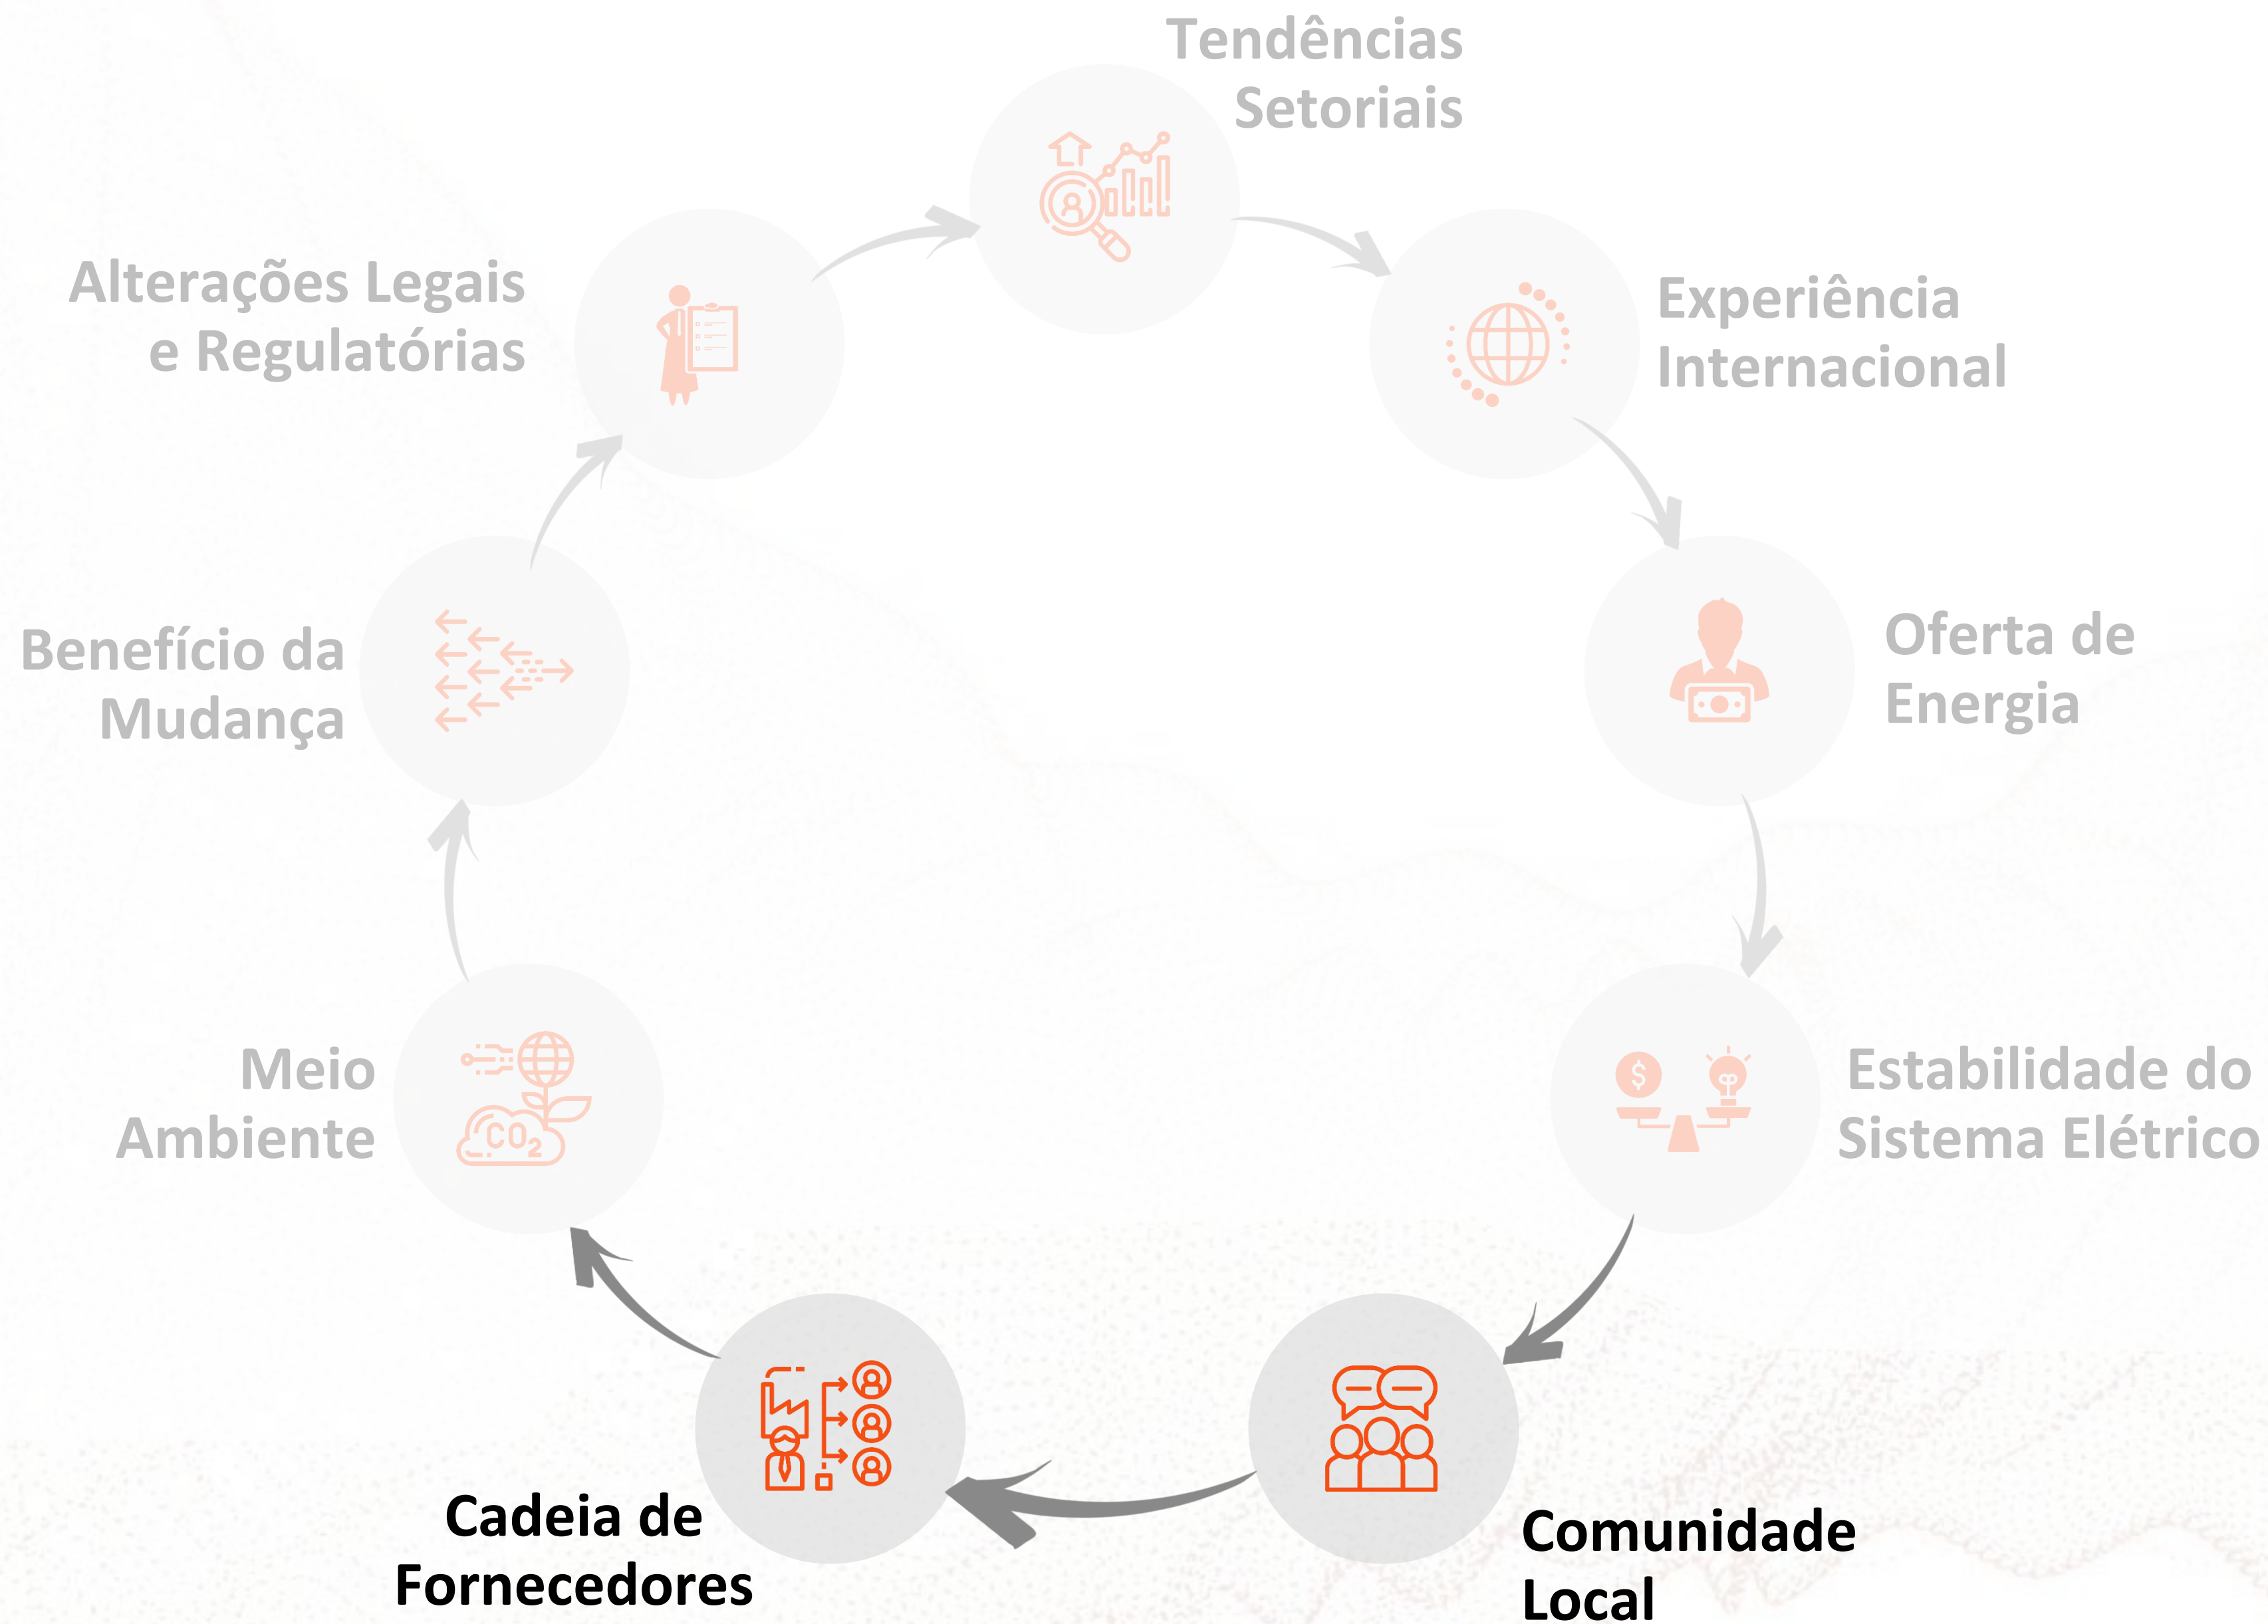 Tendências
Setoriais
Experiência
Internacional
Oferta de
Energia
Estabilidade do
Sistema Elétrico
Comunidade
Local
Cadeia de
Fornecedores
Meio
Ambiente
CO2
Benefício da
Mudança
Alterações Legais
e Regulatórias
$